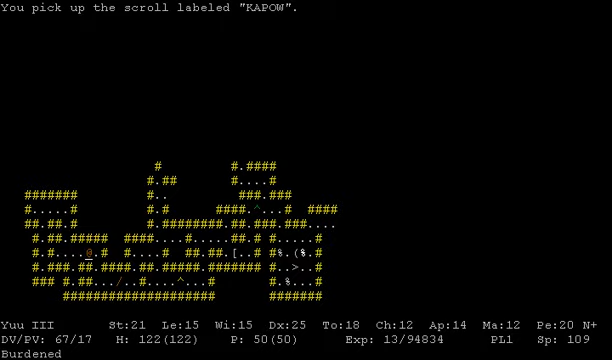 You pick up the scroll labeled "KAPOW".
                    #         #.####
                   #.##       #....#
   #######         #..         ###.###
   #.....#         #.#      ####.^...#  ####
   ##.##.#         #.########.##.###.###....
    #.##.#####  ####....#.....##.# #.....#
    #.#....@.#  #....#  ##.##.[..# #%.(%.#
    #.###.##.####.##.#####.####### #..>..#
    ### #.##.../..#....^...#       #.%...#
        ####################       #######
Yuu III St:21 Le:15 Wi:15 Dx:25 To:18 Ch:12 Ap:14 Ma:12 Pe:20 N+
DV/PV: 67/17 H: 122(122) P: 50(50) Exp: 13/94834 PL1 Sp: 109
Burdened